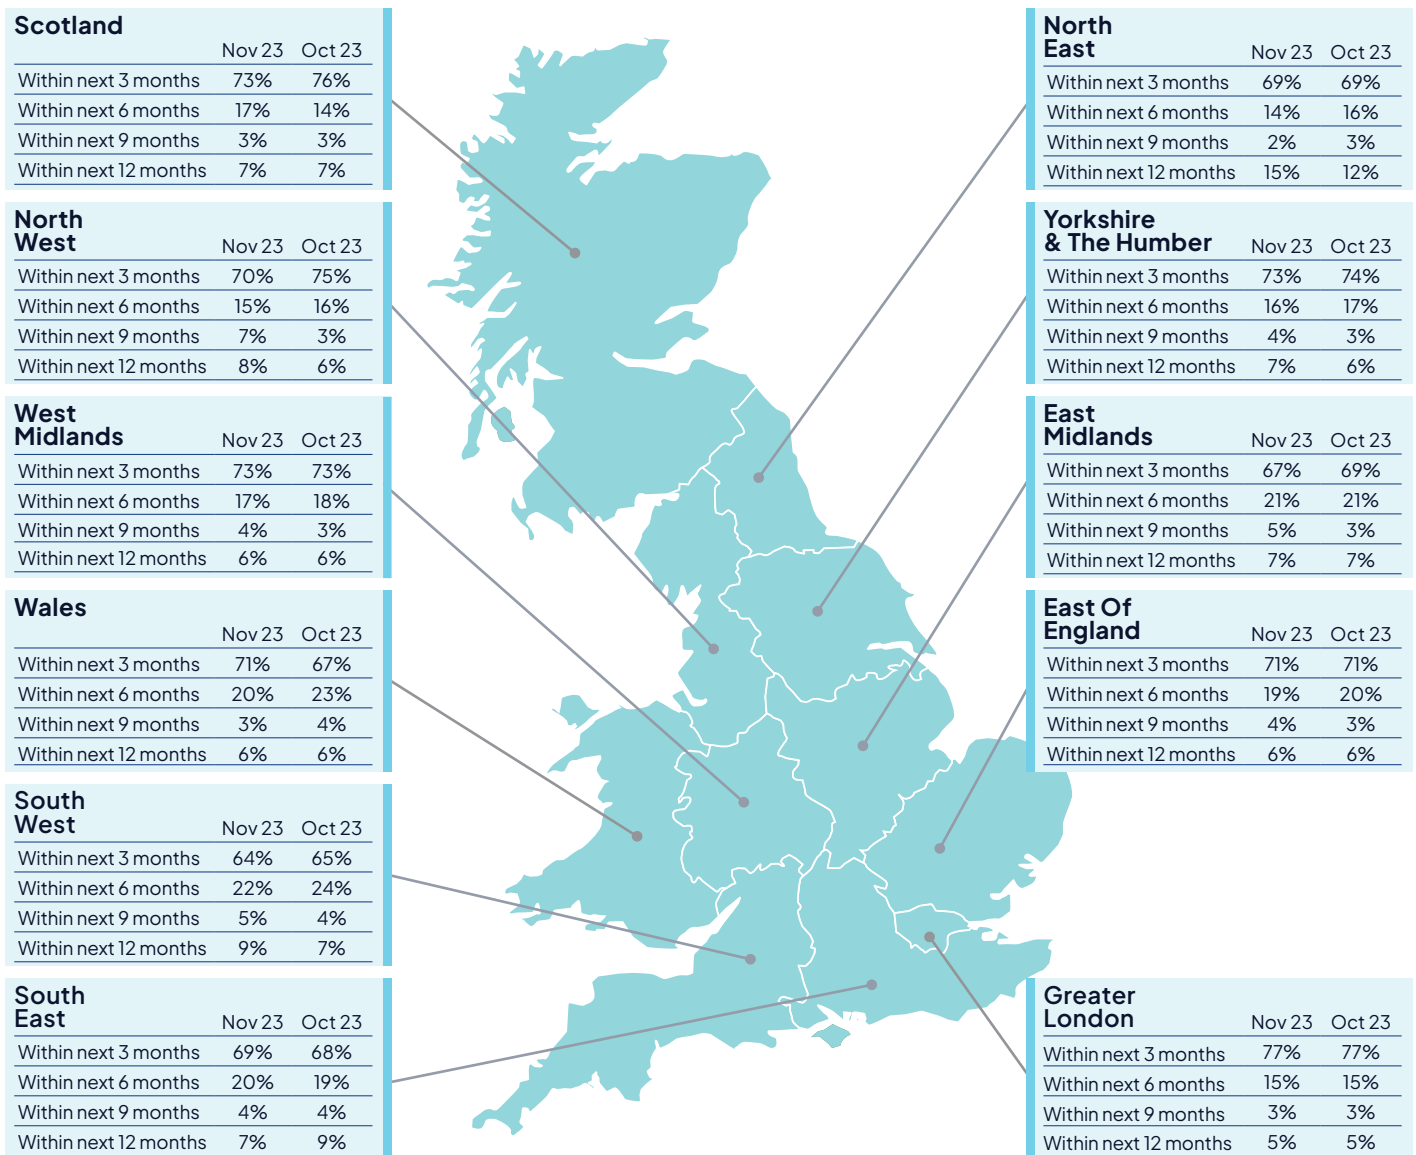 Scotland
Nov 23 Oct 23
Within next 3 months 73% 76%
Within next 6 months 17% 14%
Within next 9 months 3% 3%
Within next 12 months 7% 7%
North
West
Nov 23 Oct 23
Within next 3 months 70% 75%
Within next 6 months 15% 16%
Within next 9 months 7% 3%
Within next 12 months 8% 6%
West
Midlands
Nov 23 Oct 23
Within next 3 months 73% 73%
Within next 6 months 17% 18%
Within next 9 months 4% 3%
Within next 12 months 6% 6%
Wales
Nov 23 Oct 23
Within next 3 months 71% 67%
Within next 6 months 20% 23%
Within next 9 months 3% 4%
Within next 12 months 6% 6%
South
West
Nov 23 Oct 23
Within next 3 months 64% 65%
Within next 6 months 22% 24%
Within next 9 months 5% 4%
Within next 12 months 9% 7%
South
East
Nov 23 Oct 23
Within next 3 months 69% 68%
Within next 6 months 20% 19%
Within next 9 months 4% 4%
Within next 12 months 7% 9%
North
East
Nov 23 Oct 23
Within next 3 months 69% 69%
Within next 6 months 14% 16%
Within next 9 months 2% 3%
Within next 12 months 15% 12%
Yorkshire
& The Humber
Nov 23 Oct 23
Within next 3 months 73% 74%
Within next 6 months 16% 17%
Within next 9 months 4% 3%
Within next 12 months 7% 6%
East
Midlands
Nov 23 Oct 23
Within next 3 months 67% 69%
Within next 6 months 21% 21%
Within next 9 months 5% 3%
Within next 12 months 7% 7%
East Of
England
Nov 23 Oct 23
Within next 3 months 71% 71%
Within next 6 months 19% 20%
Within next 9 months 4% 3%
Within next 12 months 6% 6%
Greater
London
Nov 23 Oct 23
Within next 3 months 77% 77%
Within next 6 months 15% 15%
Within next 9 months 3% 3%
Within next 12 months 5% 5%